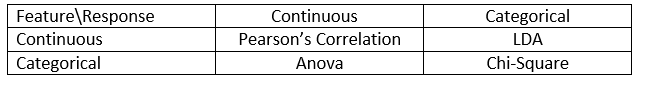 Feature\Response Continuous Categorical
Continuous Pearson’s Correlation LDA
Categorical Anova Chi-Square